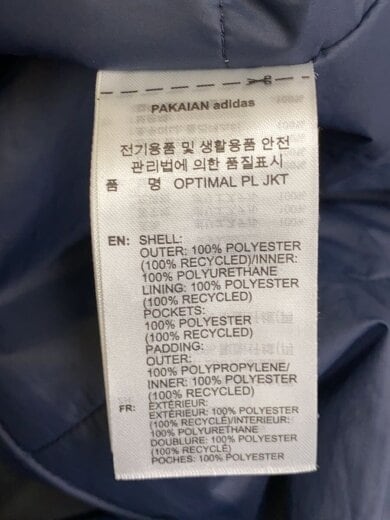 PAKAIAN adidas
전기용품 및 생활용품 안전
관리법에 의한 품질표시
품 명 OPTIMAL PL JKT
EN: SHELL:
OUTER: 100% POLYESTER
(100% RECYCLED)/INNER:
100% POLYURETHANE
LINING: 100% POLYESTER
(100% RECYCLED)
POCKETS:
100% POLYESTER
(100% RECYCLED)
PADDING:
OUTER:
100% POLYPROPYLENE/
INNER: 100% POLYESTER
(100% RECYCLED)
FR: EXTÉRIEUR:
EXTÉRIEUR: 100% POLYESTER
(100% RECYCLÉ)/INTERIEUR:
100% POLYURETHANE
DOUBLURE: 100% POLYESTER
(100% RECYCLÉ)
POCHES: 100% POLYESTER